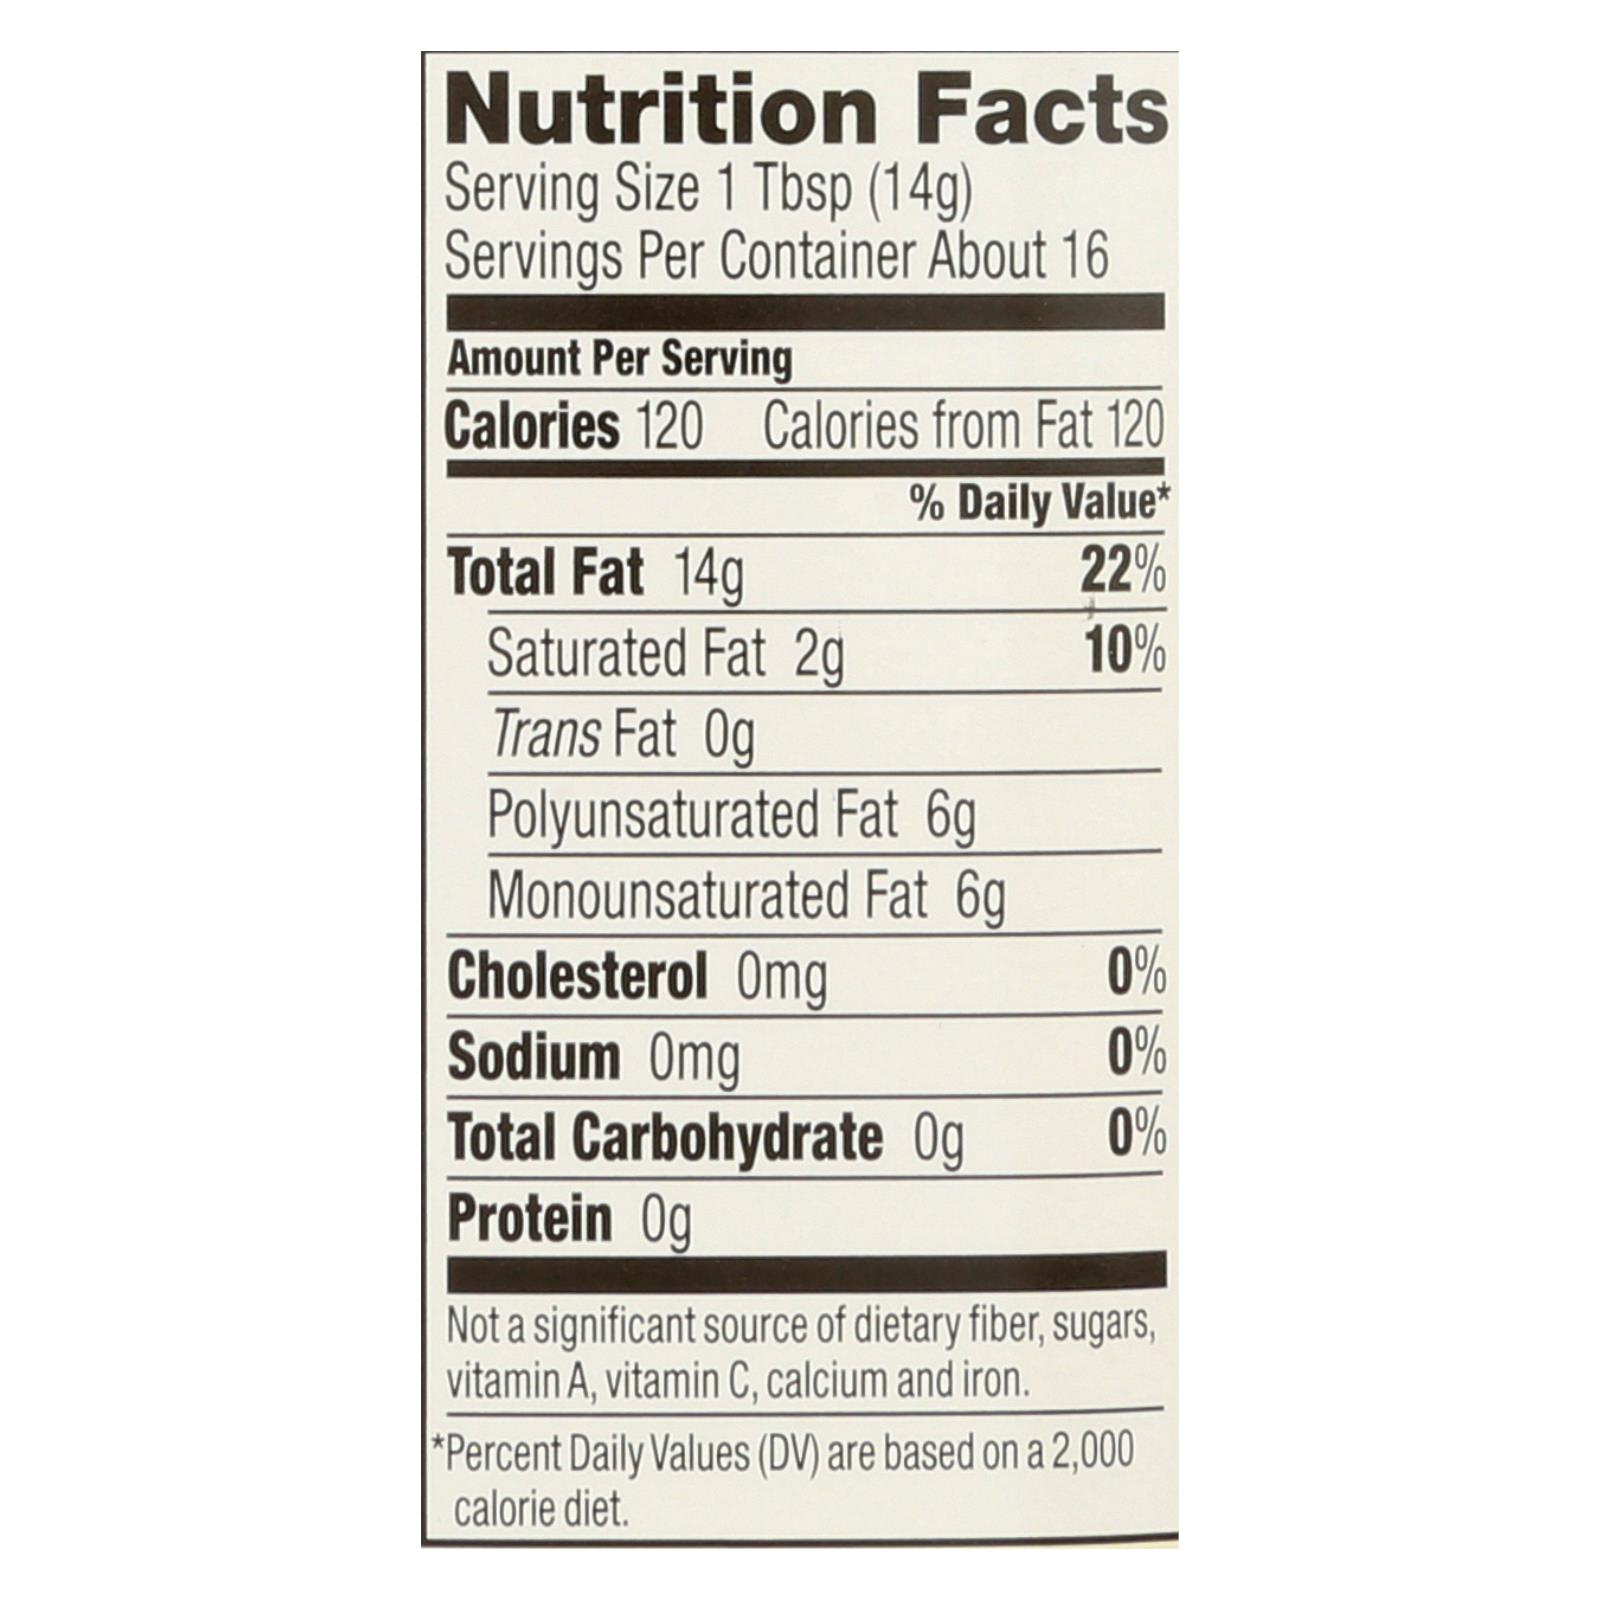 Nutrition Facts
Serving Size 1 Tbsp (14g)
Servings Per Container About 16
Amount Per Serving
Calories 120 Calories from Fat 120
% Daily Value*
Total Fat 14g 22%
Saturated Fat 2g 10%
Trans Fat 0g
Polyunsaturated Fat 6g
Monounsaturated Fat 6g
Cholesterol 0mg 0%
Sodium 0mg 0%
Total Carbohydrate 0g 0%
Protein 0g
Not a significant source of dietary fiber, sugars,
vitamin A, vitamin C, calcium and iron.
*Percent Daily Values (DV) are based on a 2,000
calorie diet.